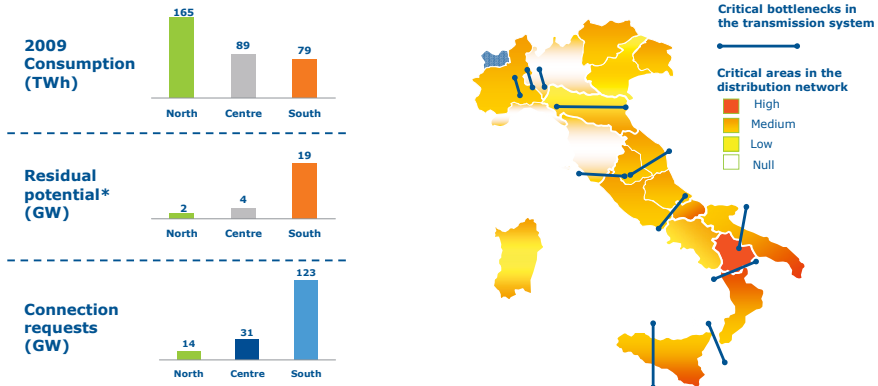 2009
Consumption
(TWh)
165
89
79
North
Centre
South
Residual
potential*
(GW)
2
4
19
North
Centre
South
Connection
requests
(GW)
14
31
123
North
Centre
South
Critical bottlenecks in
the transmission system
Critical areas in the
distribution network
High
Medium
Low
Null